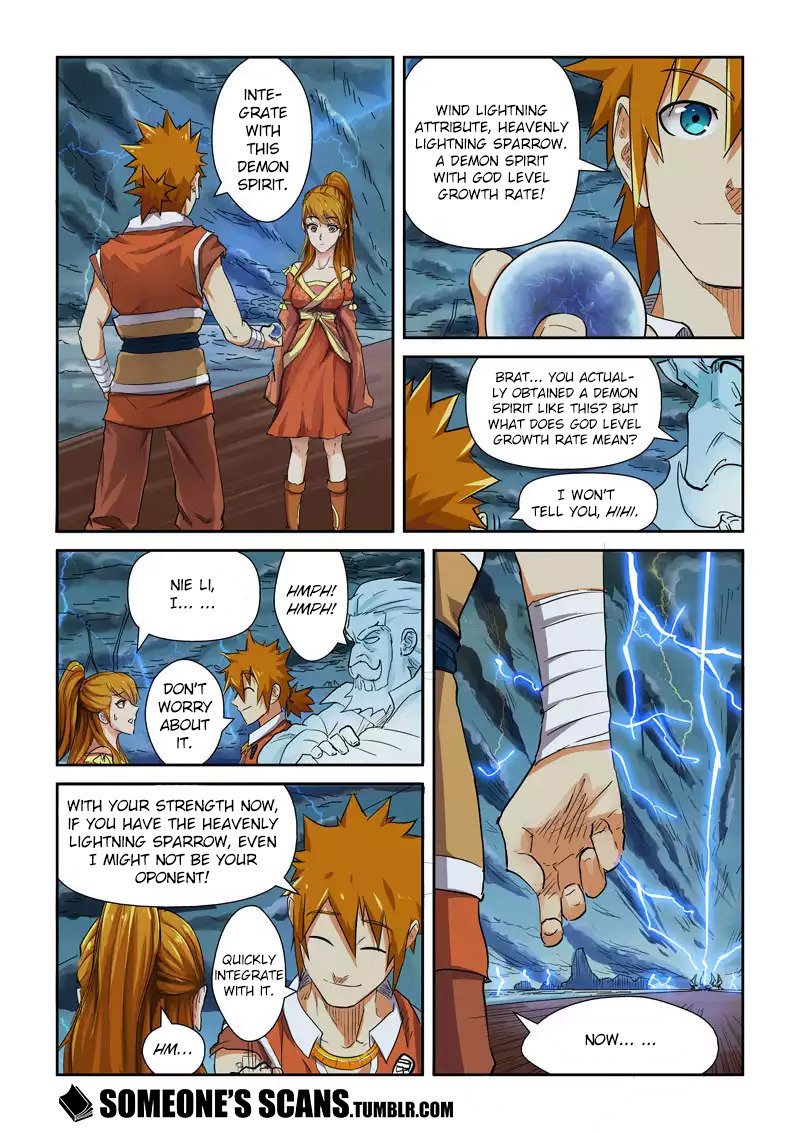 INTE-
GRATE
WITH
THIS
DEMON
SPIRIT.
WIND LIGHTNING
ATTRIBUTE, HEAVENLY
LIGHTNING SPARROW.
A DEMON SPIRIT
WITH GOD LEVEL
GROWTH RATE!
BRAT... YOU ACTUAL-
LY OBTAINED A DEMON
SPIRIT LIKE THIS? BUT
WHAT DOES GOD LEVEL
GROWTH RATE MEAN?
I WON'T
TELL YOU, HIHI.
NIE LI,
I... ...
HMPH!
HMPH!
DON'T
WORRY
ABOUT
IT.
WITH YOUR STRENGTH NOW,
IF YOU HAVE THE HEAVENLY
LIGHTNING SPARROW, EVEN
I MIGHT NOT BE YOUR
OPONENT!
QUICKLY
INTEGRATE
WITH IT.
HM...
NOW... ...
SOMEONE'S SCANS.TUMBLR.COM